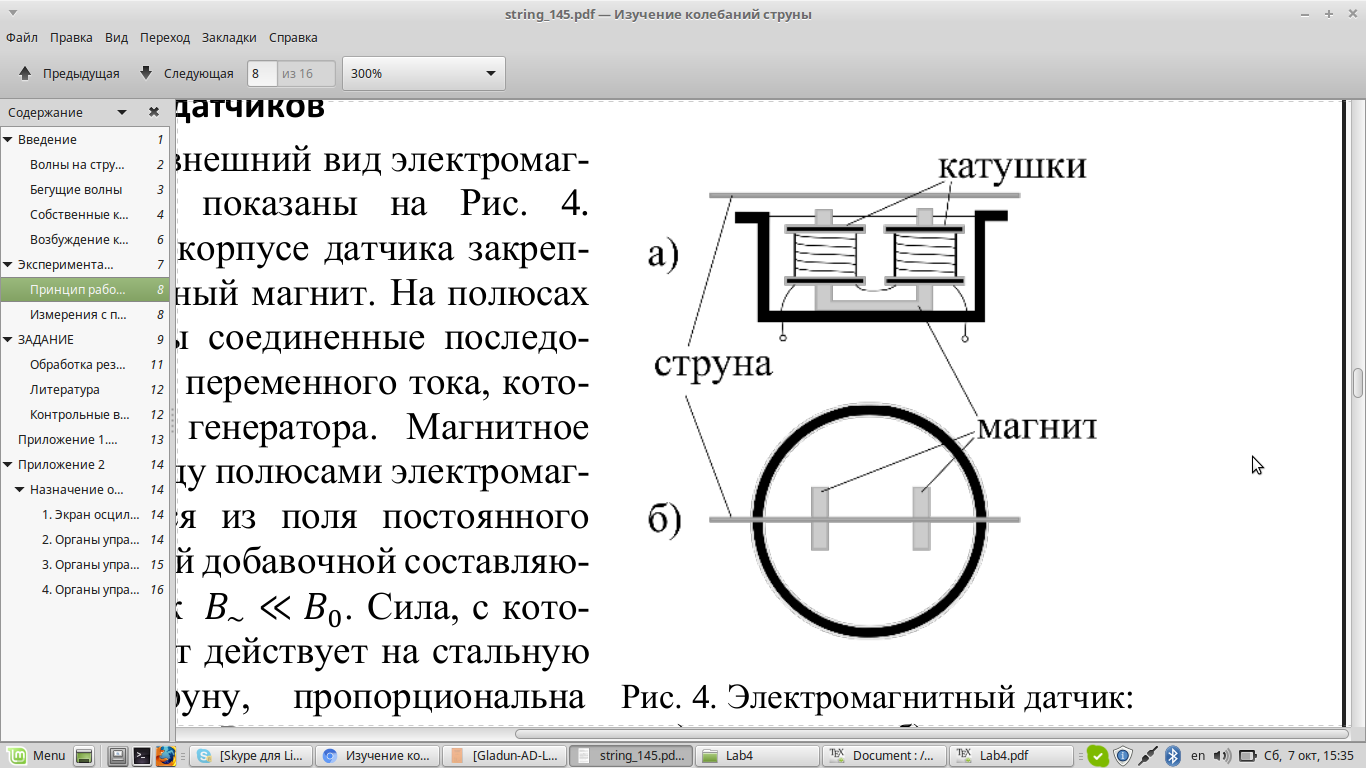 string_145.pdf — Изучение колебаний струны
Файл Правка Вид Переход Закладки Справка
Предыдущая Следующая 8 из 16 300%
Содержание
Введение 1
Волны на стру... 2
Бегущие волны 3
Собственные к... 4
Возбуждение к... 6
Эксперимента... 7
Принцип рабо... 8
Измерения с п... 8
ЗАДАНИЕ 9
Обработка рез... 11
Литература 12
Контрольные в... 12
Приложение 1.... 13
Приложение 2 14
Назначение о... 14
1. Экран осцил... 14
2. Органы упра... 14
3. Органы упра... 15
4. Органы упра... 16
датчиков
внешний вид электромаг-
показаны на Рис. 4.
корпусе датчика закреп-
ный магнит. На полюсах
ы соединенные последо-
переменного тока, кото-
генератора. Магнитное
ду полюсами электромаг-
ся из поля постоянного
й добавочной составляю-
к B~ ≪ B0. Сила, с кото-
т действует на стальную
руну, пропорциональна
катушки
а)
струна
магнит
б)
Рис. 4. Электромагнитный датчик:
Menu [Skype для Li... Изучение ко... [Gladun-AD-L... string_145.pd... Lab4 Document : /... Lab4.pdf en Сб, 7 окт, 15:35